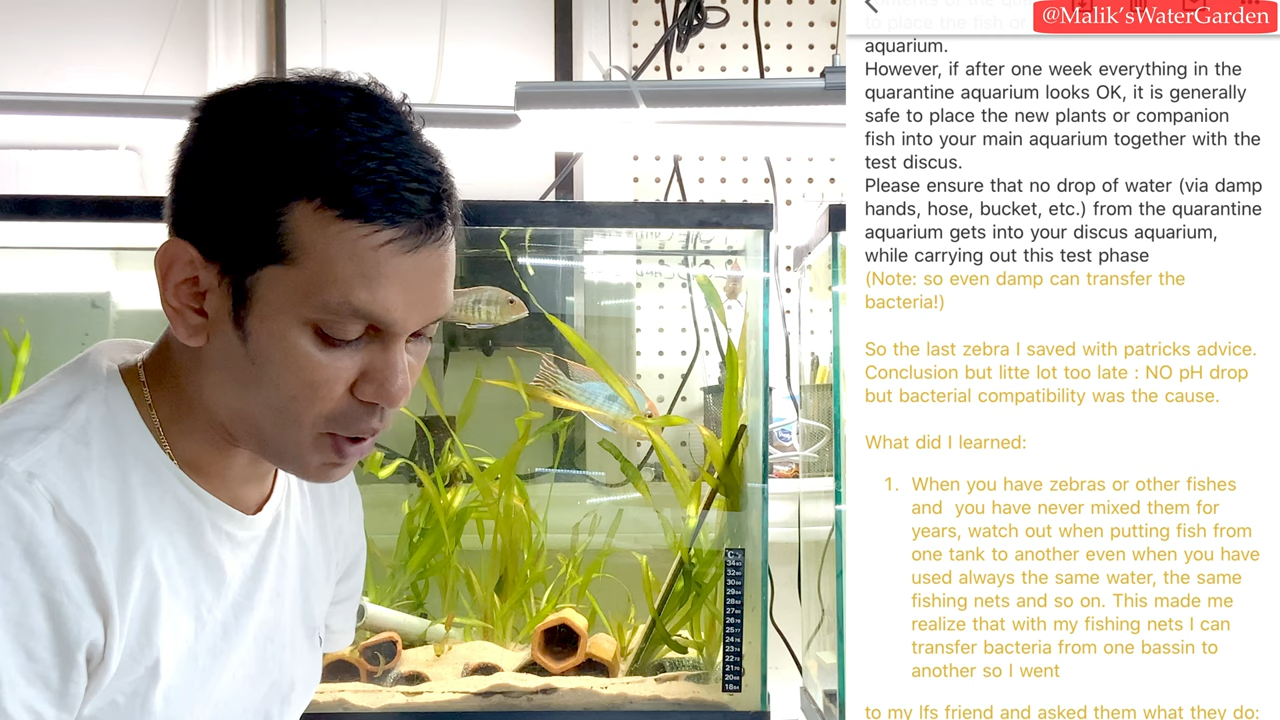 @Malik'sWaterGarden
to place the fish or
aquarium.
However, if after one week everything in the
quarantine aquarium looks OK, it is generally
safe to place the new plants or companion
fish into your main aquarium together with the
test discus.
Please ensure that no drop of water (via damp
hands, hose, bucket, etc.) from the quarantine
aquarium gets into your discus aquarium,
while carrying out this test phase
(Note: so even damp can transfer the
bacteria!)
So the last zebra I saved with patricks advice.
Conclusion but litte lot too late : NO pH drop
but bacterial compatibility was the cause.
What did I learned:
1. When you have zebras or other fishes
and you have never mixed them for
years, watch out when putting fish from
one tank to another even when you have
used always the same water, the same
fishing nets and so on. This made me
realize that with my fishing nets I can
transfer bacteria from one bassin to
another so I went
to my lfs friend and asked them what they do: